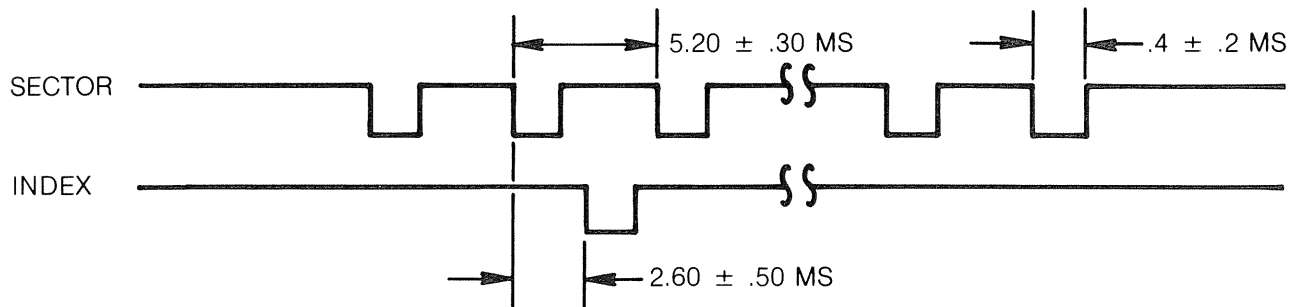 5.20 ± .30 MS
.4 ± .2 MS
SECTOR
INDEX
2.60 ± .50 MS